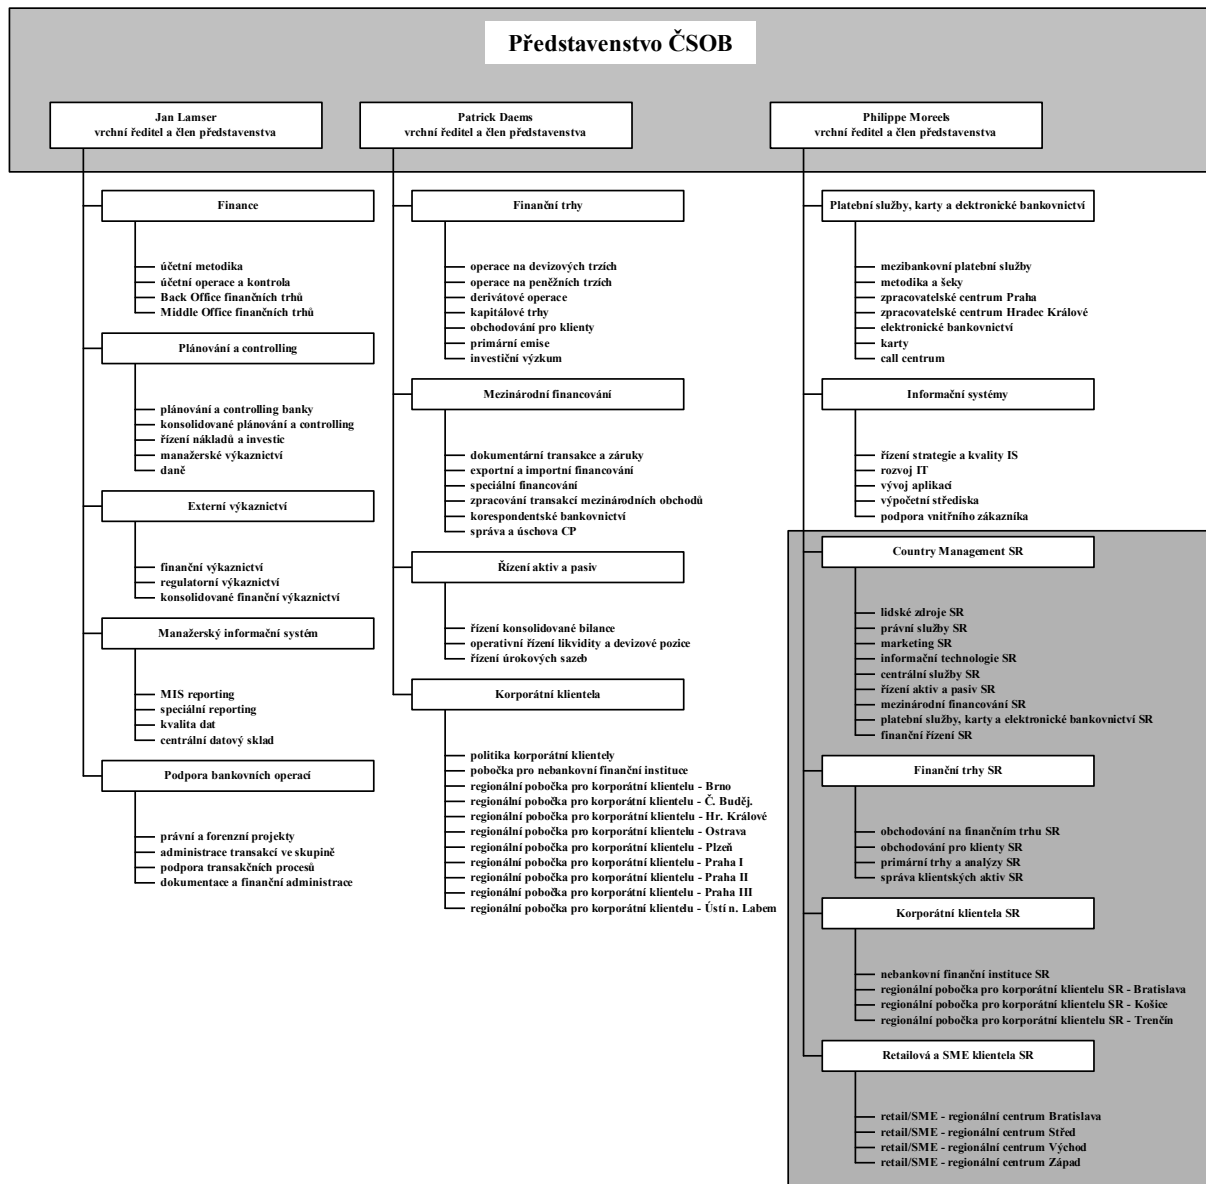 Představenstvo ČSOB
Jan Lamser
vrchní ředitel a člen představenstva
Finance
účetní metodika
účetní operace a kontrola
Back Office finančních trhů
Middle Office finančních trhů
Plánování a controlling
plánování a controlling banky
konsolidované plánování a controlling
řízení nákladů a investic
manažerské výkaznictví
daně
Externí výkaznictví
finanční výkaznictví
regulatorní výkaznictví
konsolidované finanční výkaznictví
Manažerský informační systém
MIS reporting
speciální reporting
kvalita dat
centrální datový sklad
Podpora bankovních operací
právní a forenzní projekty
administrace transakcí ve skupině
podpora transakčních procesů
dokumentace a finanční administrace
Patrick Daems
vrchní ředitel a člen představenstva
Finanční trhy
operace na devizových trzích
operace na peněžních trzích
derivátové operace
kapitálové trhy
obchodování pro klienty
primární emise
investiční výzkum
Mezinárodní financování
dokumentární transakce a záruky
exportní a importní financování
speciální financování
zpracování transakcí mezinárodních obchodů
korespondentské bankovnictví
správa a úschova CP
Řízení aktiv a pasiv
řízení konsolidované bilance
operativní řízení likvidity a devizové pozice
řízení úrokových sazeb
Korporátní klientela
politika korporátní klientely
pobočka pro nebankovní finanční instituce
regionální pobočka pro korporátní klientelu - Brno
regionální pobočka pro korporátní klientelu - Č. Buděj.
regionální pobočka pro korporátní klientelu - Hr. Králové
regionální pobočka pro korporátní klientelu - Ostrava
regionální pobočka pro korporátní klientelu - Plzeň
regionální pobočka pro korporátní klientelu - Praha I
regionální pobočka pro korporátní klientelu - Praha II
regionální pobočka pro korporátní klientelu - Praha III
regionální pobočka pro korporátní klientelu - Ústí n. Labem
Philippe Moreels
vrchní ředitel a člen představenstva
Platební služby, karty a elektronické bankovnictví
mezibankovní platební služby
metodika a šeky
zpracovatelské centrum Praha
zpracovatelské centrum Hradec Králové
elektronické bankovnictví
karty
call centrum
Informační systémy
řízení strategie a kvality IS
rozvoj IT
vývoj aplikací
výpočetní střediska
podpora vnitřního zákazníka
Country Management SR
lidské zdroje SR
právní služby SR
marketing SR
informační technologie SR
centrální služby SR
řízení aktiv a pasiv SR
mezinárodní financování SR
platební služby, karty a elektronické bankovnictví SR
finanční řízení SR
Finanční trhy SR
obchodování na finančním trhu SR
obchodování pro klienty SR
primární trhy a analýzy SR
správa klientských aktiv SR
Korporátní klientela SR
nebankovní finanční instituce SR
regionální pobočka pro korporátní klientelu SR - Bratislava
regionální pobočka pro korporátní klientelu SR - Košice
regionální pobočka pro korporátní klientelu SR - Trenčín
Retailová a SME klientela SR
retail/SME - regionální centrum Bratislava
retail/SME - regionální centrum Střed
retail/SME - regionální centrum Východ
retail/SME - regionální centrum Západ